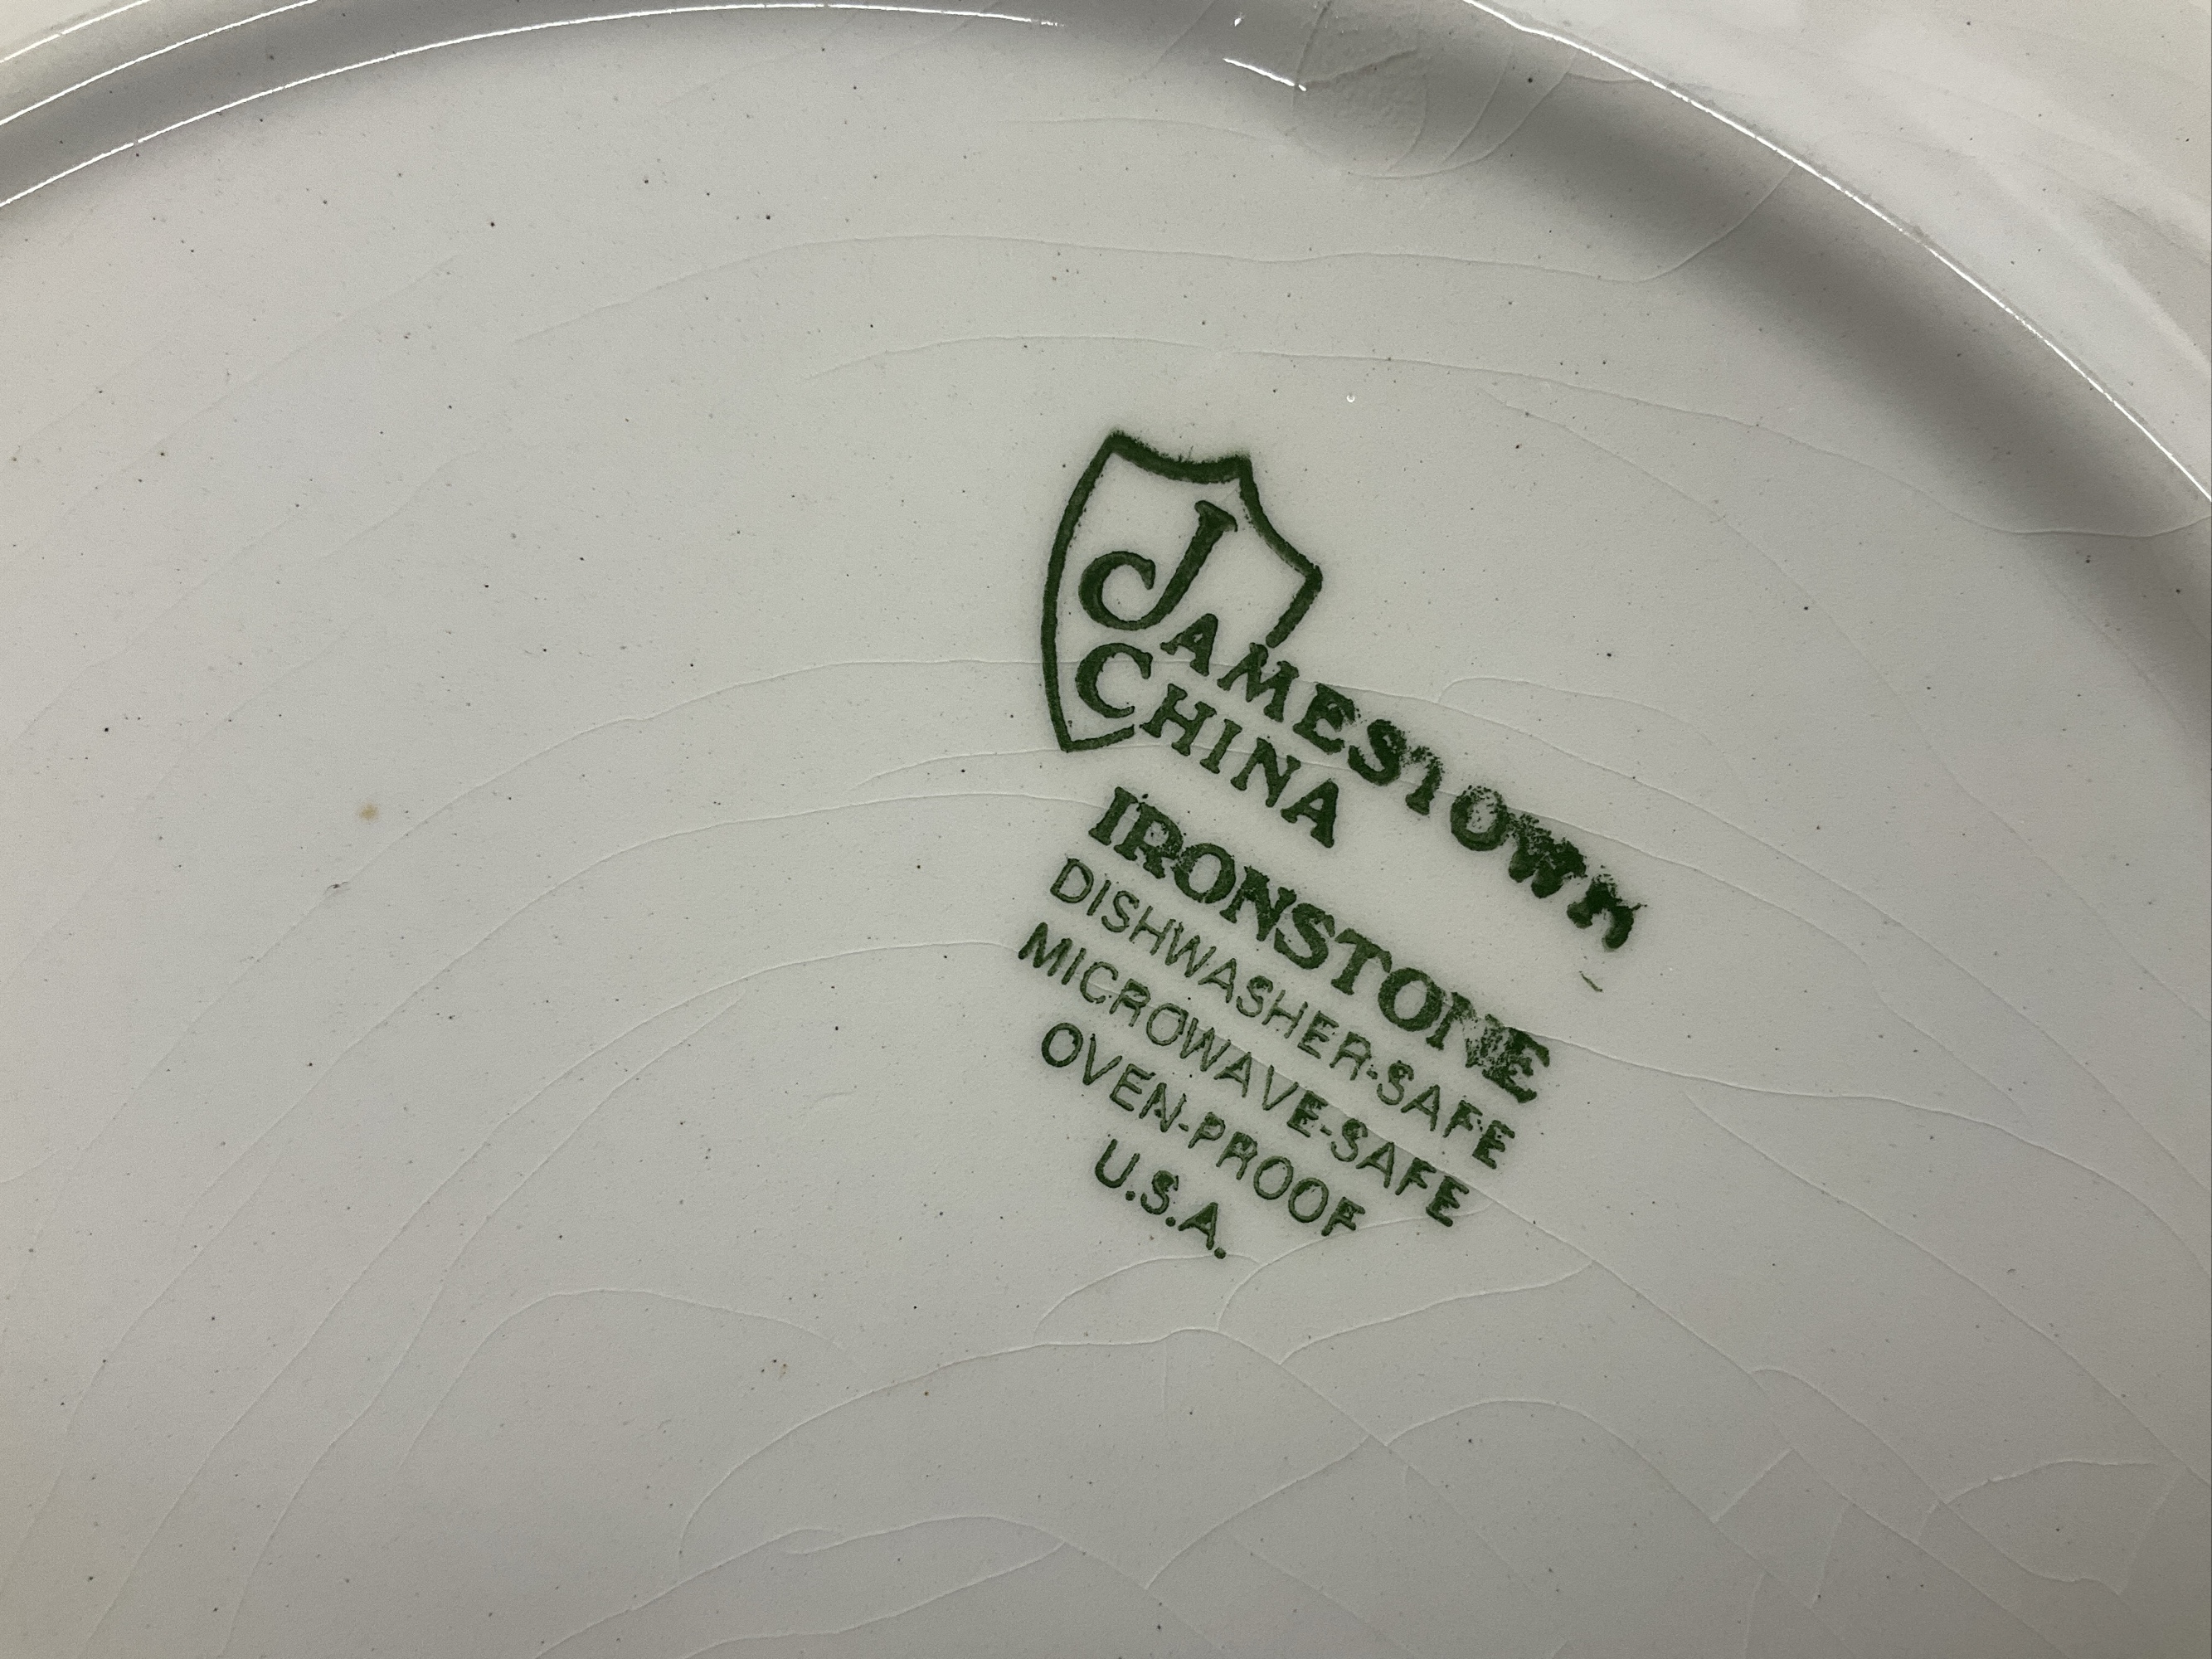 JAMESTOWN
CHINA
IRONSTONE
DISHWASHER-SAFE
MICROWAVE-SAFE
OVEN-PROOF
U.S.A.